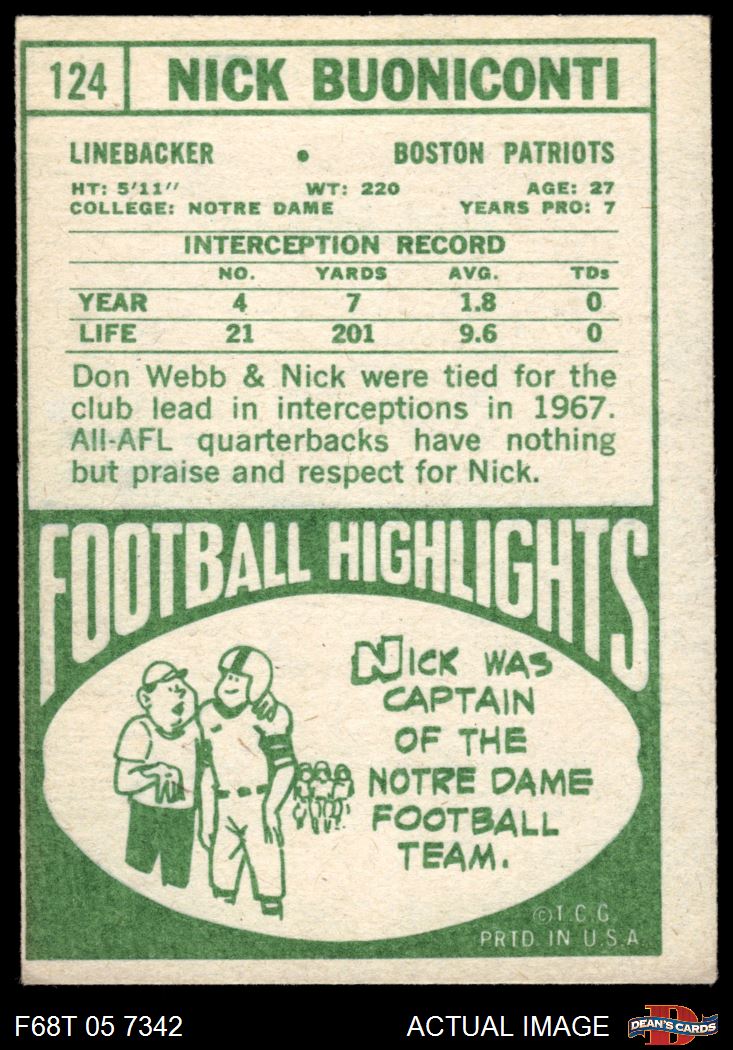 124 NICK BUONICONTI
LINEBACKER • BOSTON PATRIOTS
HT: 5'11" WT: 220 AGE: 27
COLLEGE: NOTRE DAME YEARS PRO: 7
INTERCEPTION RECORD
NO. YARDS AVG. TDs
YEAR 4 7 1.8 0
LIFE 21 201 9.6 0
Don Webb & Nick were tied for the
club lead in interceptions in 1967.
All-AFL quarterbacks have nothing
but praise and respect for Nick.
FOOTBALL HIGHLIGHTS
NICK WAS
CAPTAIN
OF THE
NOTRE DAME
FOOTBALL
TEAM.
©T.C.G.
PRTD. IN U.S.A.
F68T 05 7342 ACTUAL IMAGE D DEAN'S CARDS